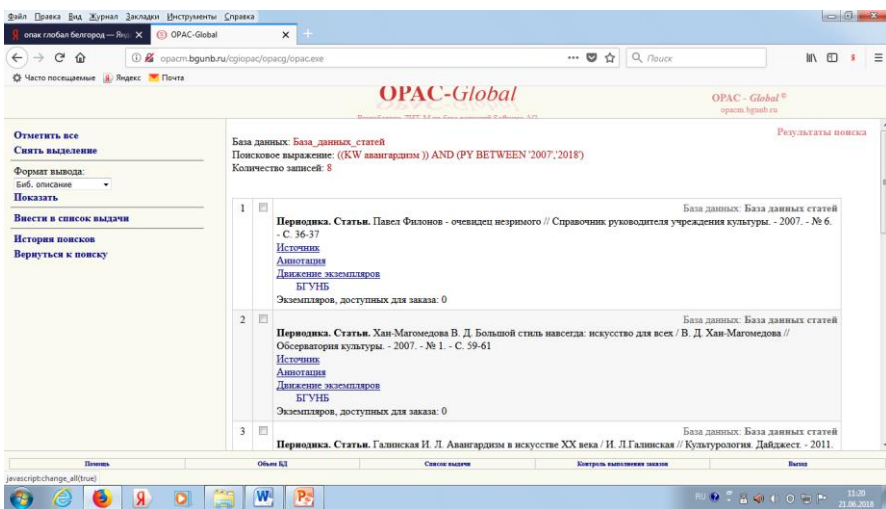 Файл Правка Вид Журнал Закладки Инструменты Справка
опак глобал белгород — Янд OPAC-Global
opacm.bgunb.ru/cgiopac/opacg/opac.exe Поиск
Часто посещаемые Яндекс Почта
OPAC-Global
OPAC - Global ©
opacm.bgunb.ru
Результаты поиска
Отметить все
Снять выделение
Формат вывода:
Биб. описание
Показать
Внести в список выдачи
История поисков
Вернуться к поиску
База данных: База_данных_статей
Поисковое выражение: ((KW авангардизм )) AND (PY BETWEEN '2007','2018')
Количество записей: 8
1 База данных: База данных статей
Периодика. Статьи. Павел Филонов - очевидец незримого // Справочник руководителя учреждения культуры. - 2007. - № 6.
- С. 36-37
Источник
Аннотация
Движение экземпляров
БГУНБ
Экземпляров, доступных для заказа: 0
2 База данных: База данных статей
Периодика. Статьи. Хан-Магомедова В. Д. Большой стиль навсегда: искусство для всех / В. Д. Хан-Магомедова //
Обсерватория культуры. - 2007. - № 1. - С. 59-61
Источник
Аннотация
Движение экземпляров
БГУНБ
Экземпляров, доступных для заказа: 0
3 База данных: База данных статей
Периодика. Статьи. Галинская И. Л. Авангардизм в искусстве XX века / И. Л.Галинская // Культурология. Дайджест. - 2011.
Помощь Объем БД Список выдачи Контроль выполнения заказов Выход
javascript:change_all(true)
RU 11:20
21.06.2018